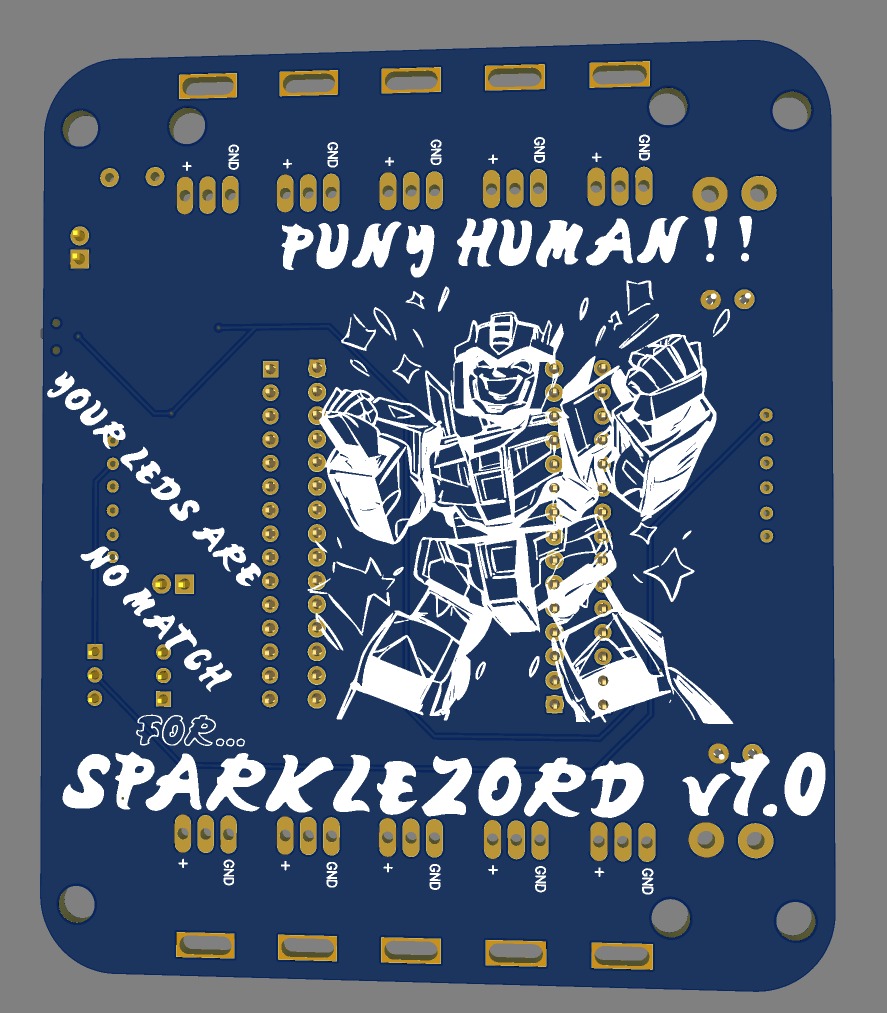 + GND + GND + GND + GND + GND
PUNY HUMAN!!
YOUR LEDS ARE
NO MATCH
FOR...
SPARKLEZORD v1.0
+ GND + GND + GND + GND + GND